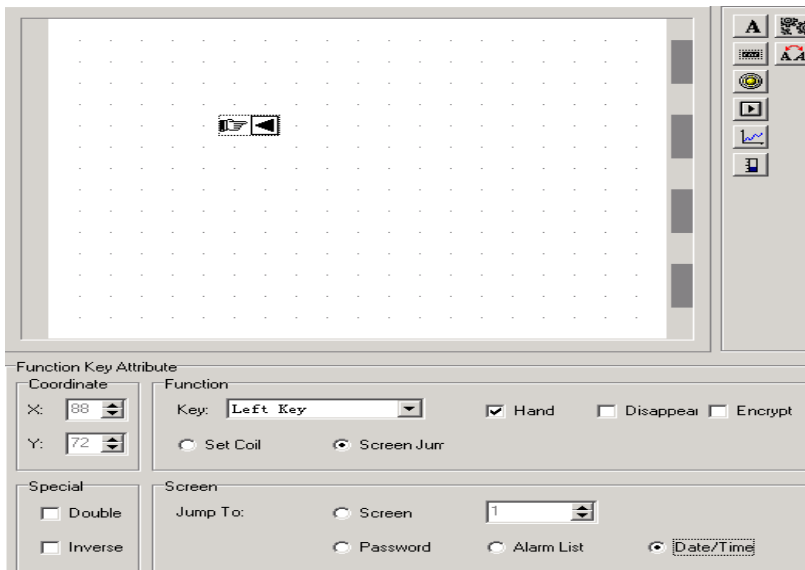 A
A A
Function Key Attribute
Coordinate
Function
X: 88
Key: Left Key
Hand
Disappear
Encrypt
Y: 72
Set Coil
Screen Jum
Special
Screen
Double
Jump To:
Screen
1
Inverse
Password
Alarm List
Date/Time